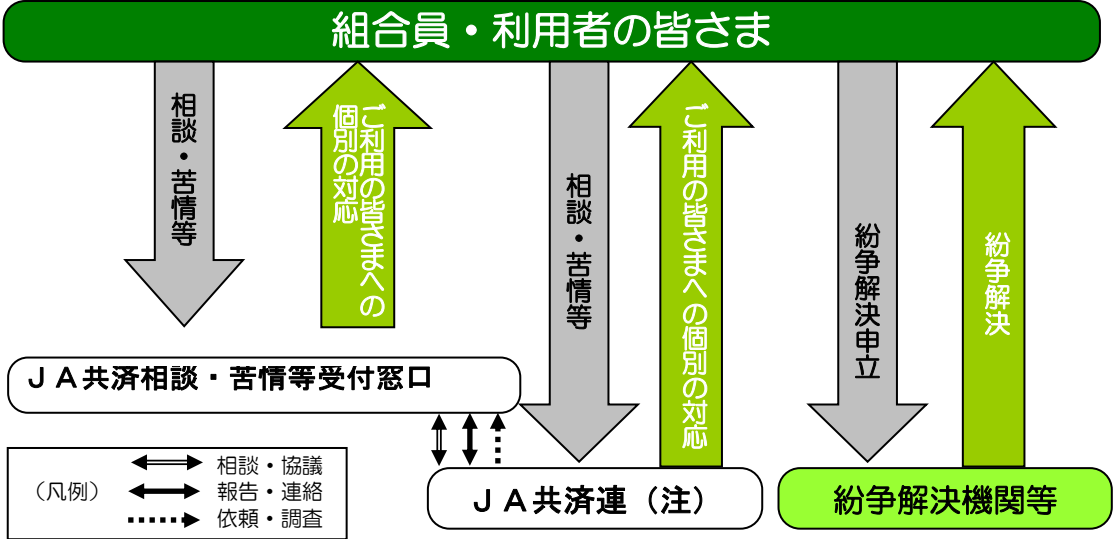 組合員・利用者の皆さま
相談・苦情等
ご利用の皆さまへの
個別の対応
相談・苦情等
ご利用の皆さまへの個別の対応
紛争解決申立
紛争解決
ＪＡ共済相談・苦情等受付窓口
（凡例）
相談・協議
報告・連絡
依頼・調査
ＪＡ共済連（注）
紛争解決機関等